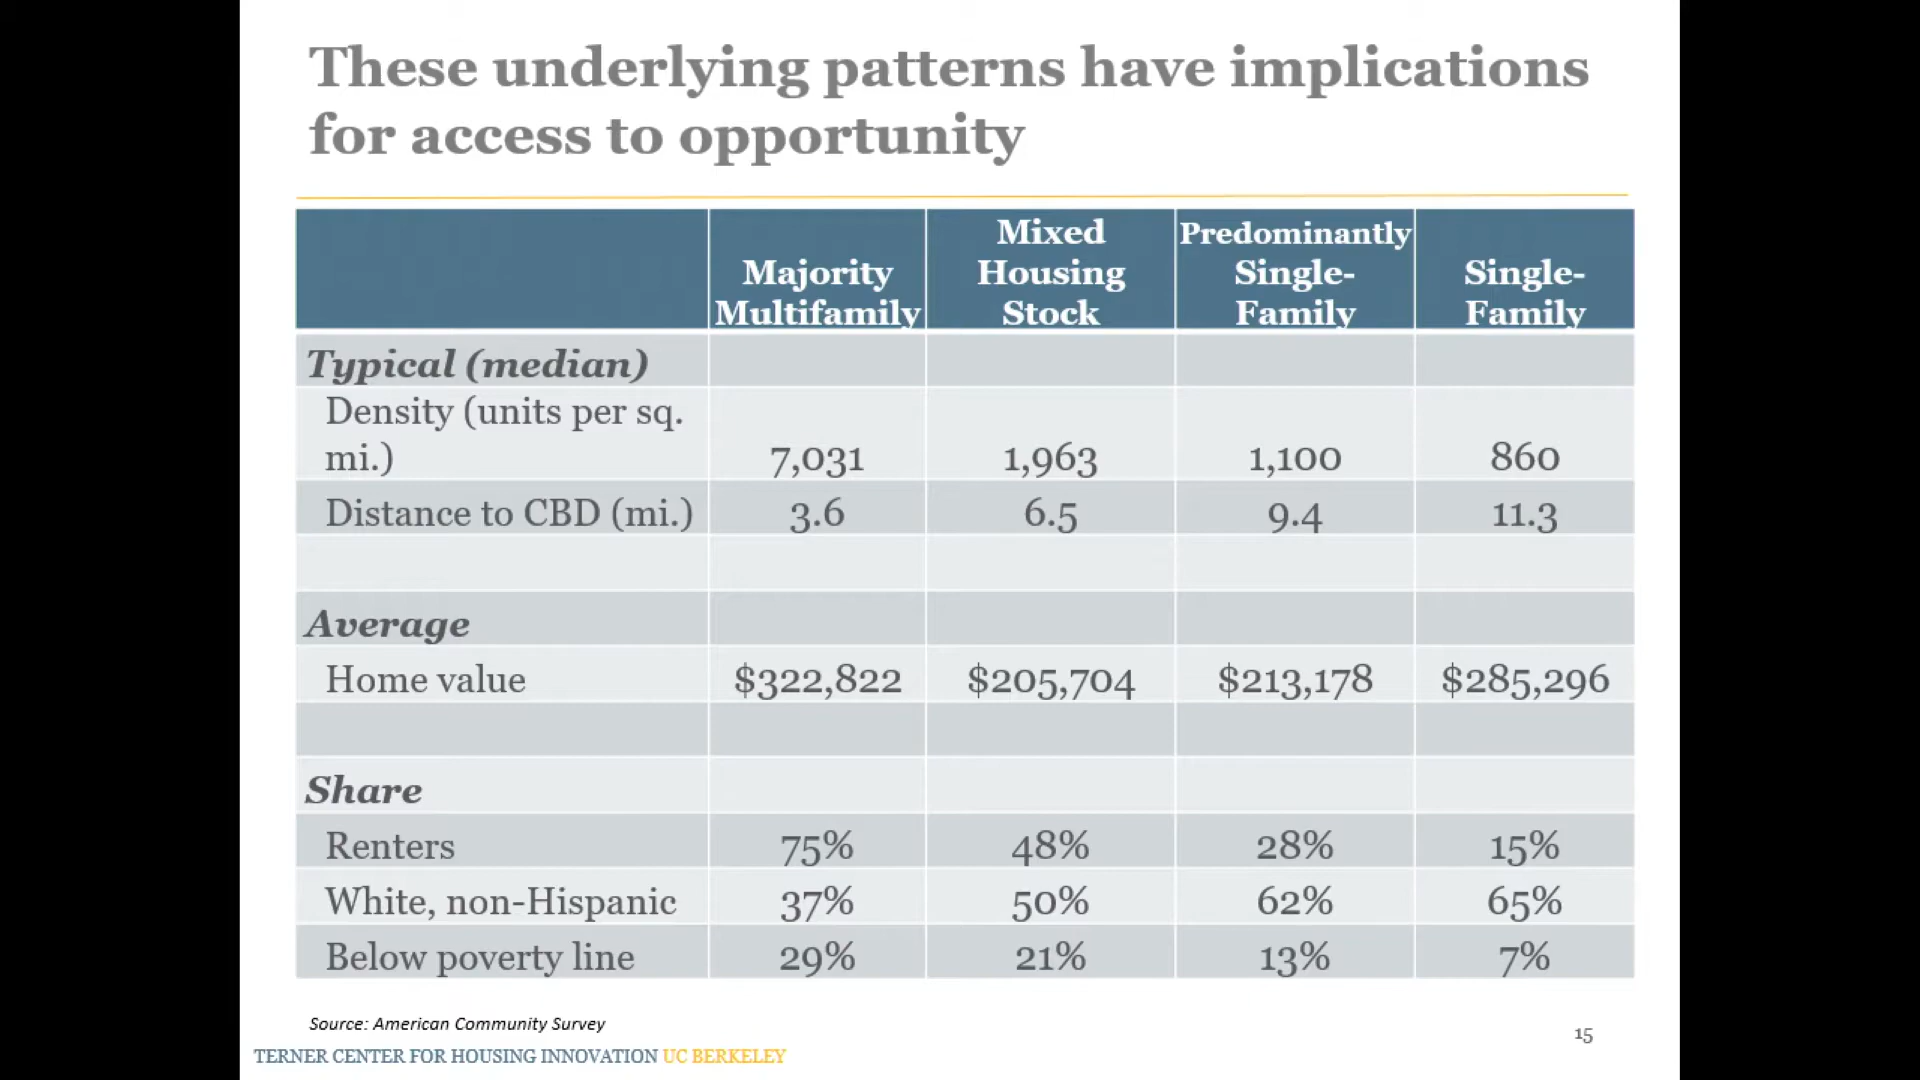 These underlying patterns have implications
for access to opportunity
Majority Multifamily Mixed Housing Stock Predominantly Single-Family Single-Family
Typical (median)
Density (units per sq. mi.) 7,031 1,963 1,100 860
Distance to CBD (mi.) 3.6 6.5 9.4 11.3
Average
Home value $322,822 $205,704 $213,178 $285,296
Share
Renters 75% 48% 28% 15%
White, non-Hispanic 37% 50% 62% 65%
Below poverty line 29% 21% 13% 7%
Source: American Community Survey
15
TERNER CENTER FOR HOUSING INNOVATION UC BERKELEY